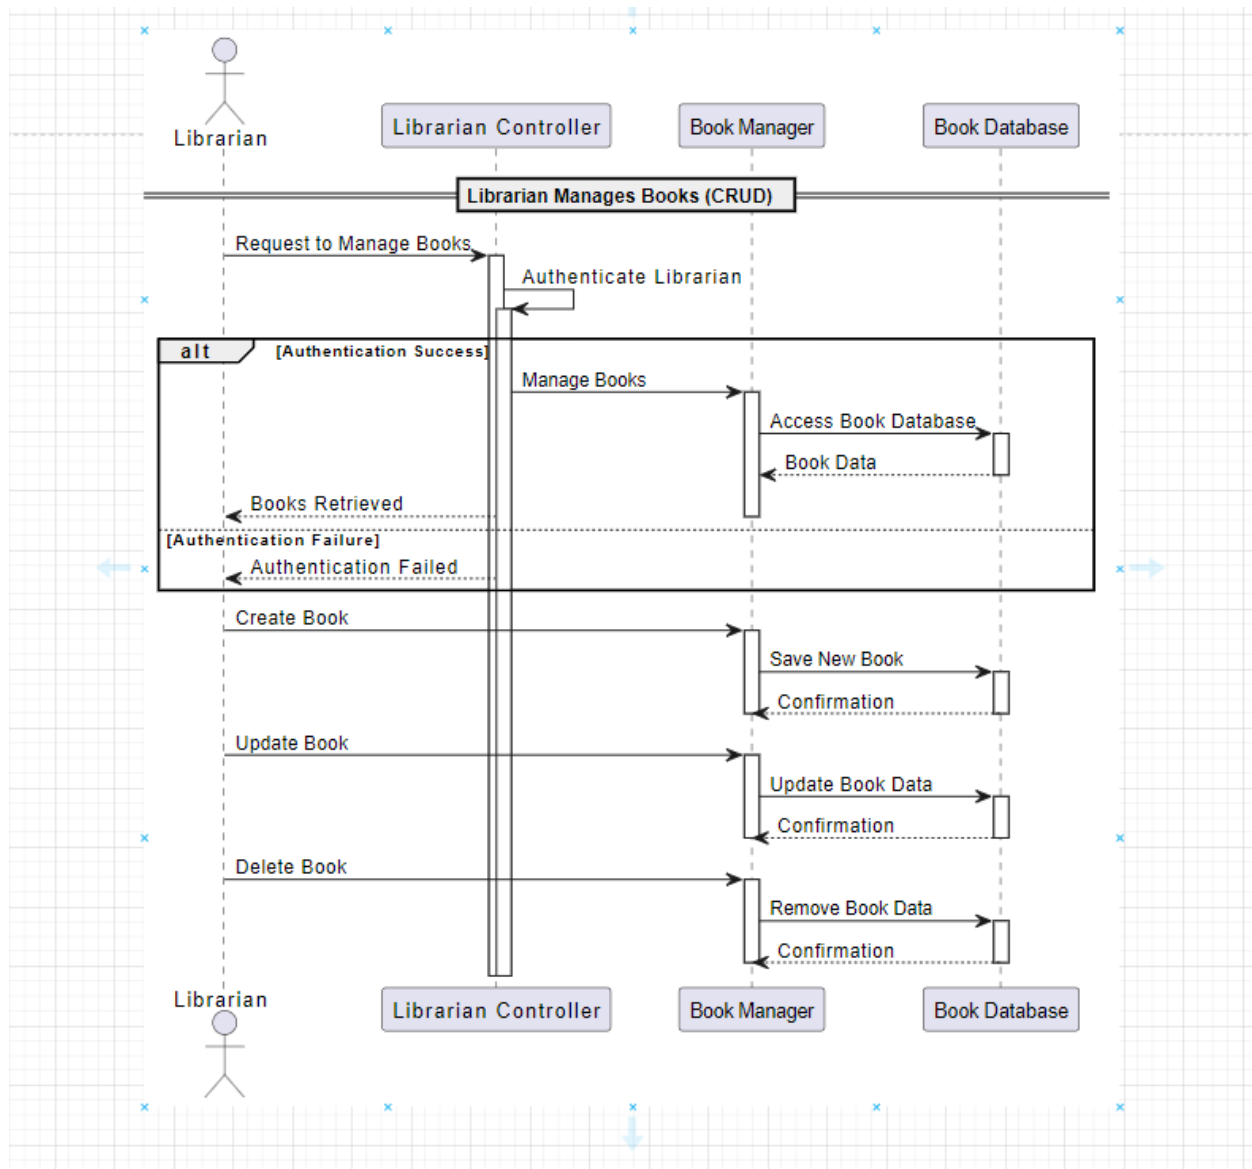 Librarian
Librarian Controller
Book Manager
Book Database
Librarian Manages Books (CRUD)
Request to Manage Books
Authenticate Librarian
alt
[Authentication Success]
Manage Books
Access Book Database
Book Data
Books Retrieved
[Authentication Failure]
Authentication Failed
Create Book
Save New Book
Confirmation
Update Book
Update Book Data
Confirmation
Delete Book
Remove Book Data
Confirmation
Librarian
Librarian Controller
Book Manager
Book Database